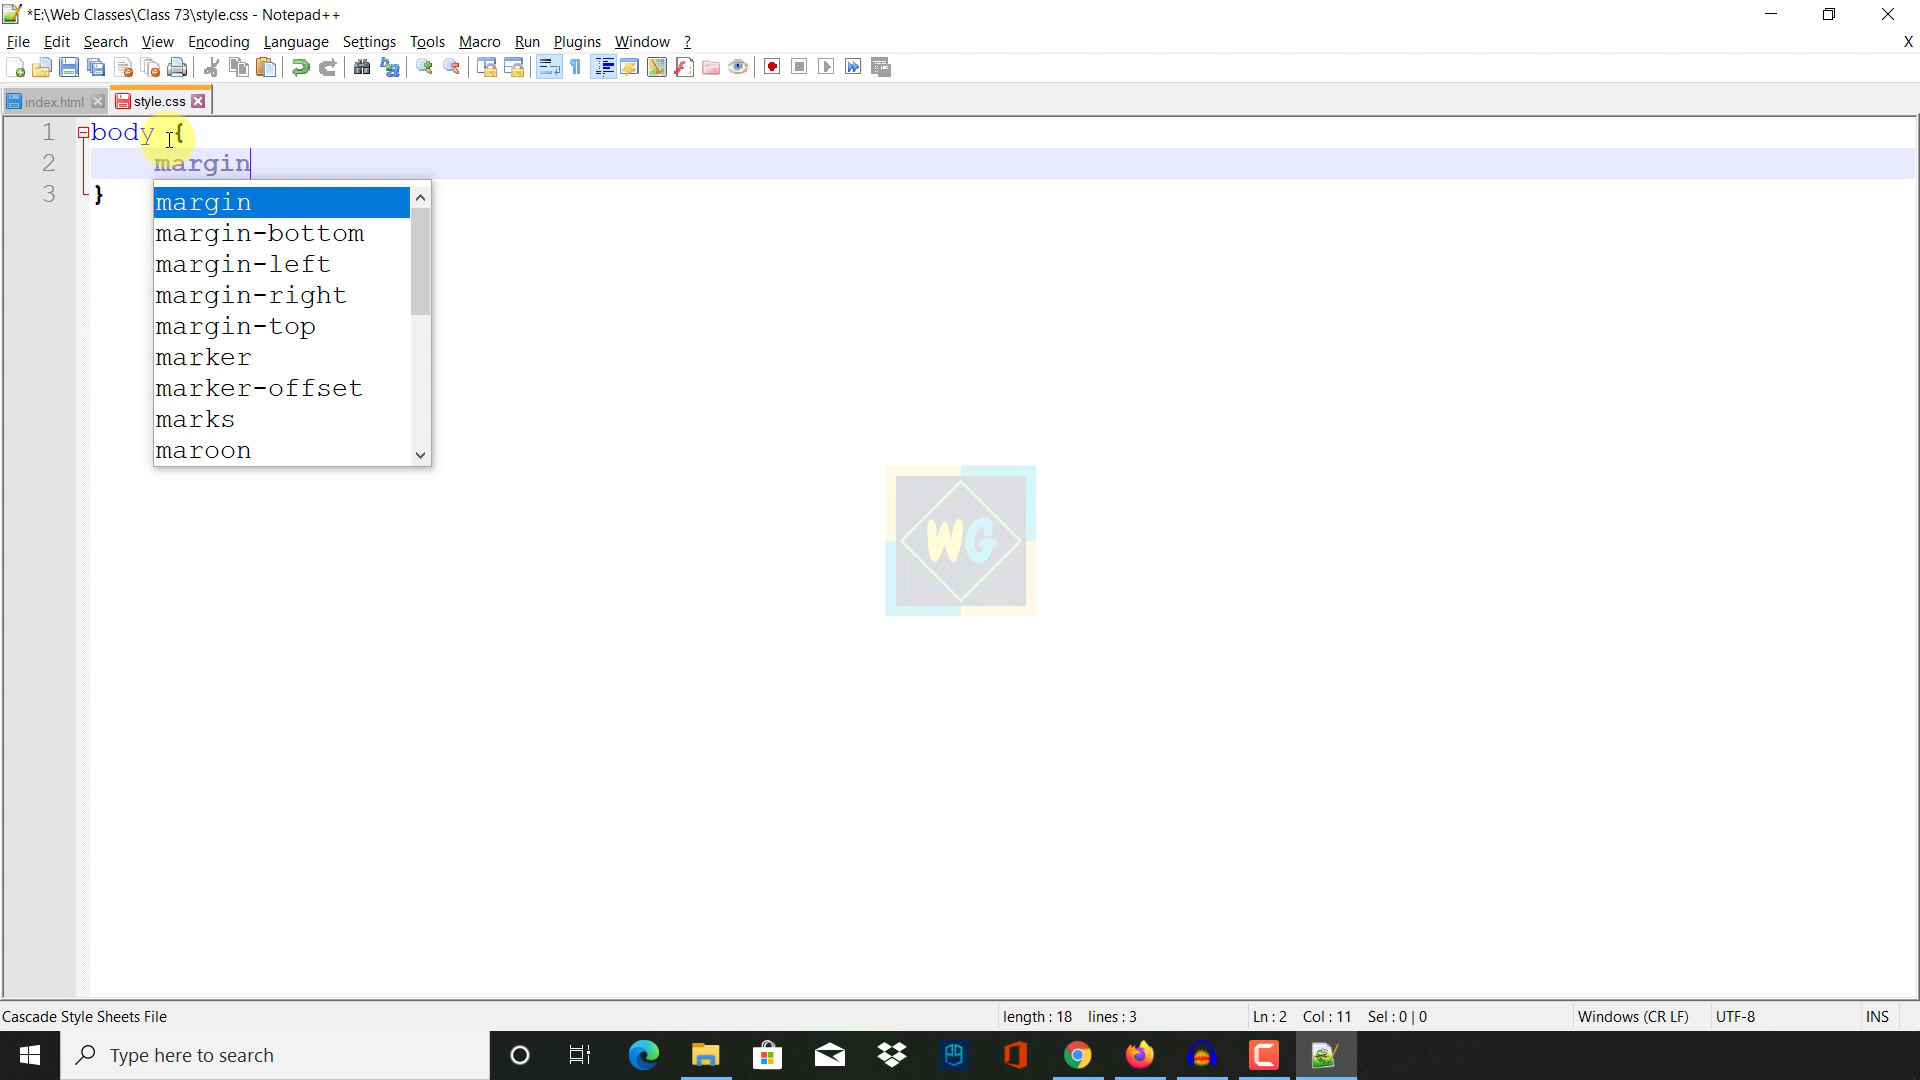 *E:\Web Classes\Class 73\style.css - Notepad++
File Edit Search View Encoding Language Settings Tools Macro Run Plugins Window ? X
index.html style.css
1 body {
2 margin
3 }
margin
margin-bottom
margin-left
margin-right
margin-top
marker
marker-offset
marks
maroon
WG
Cascade Style Sheets File length : 18 lines : 3 Ln : 2 Col : 11 Sel : 0 | 0 Windows (CR LF) UTF-8 INS
Type here to search